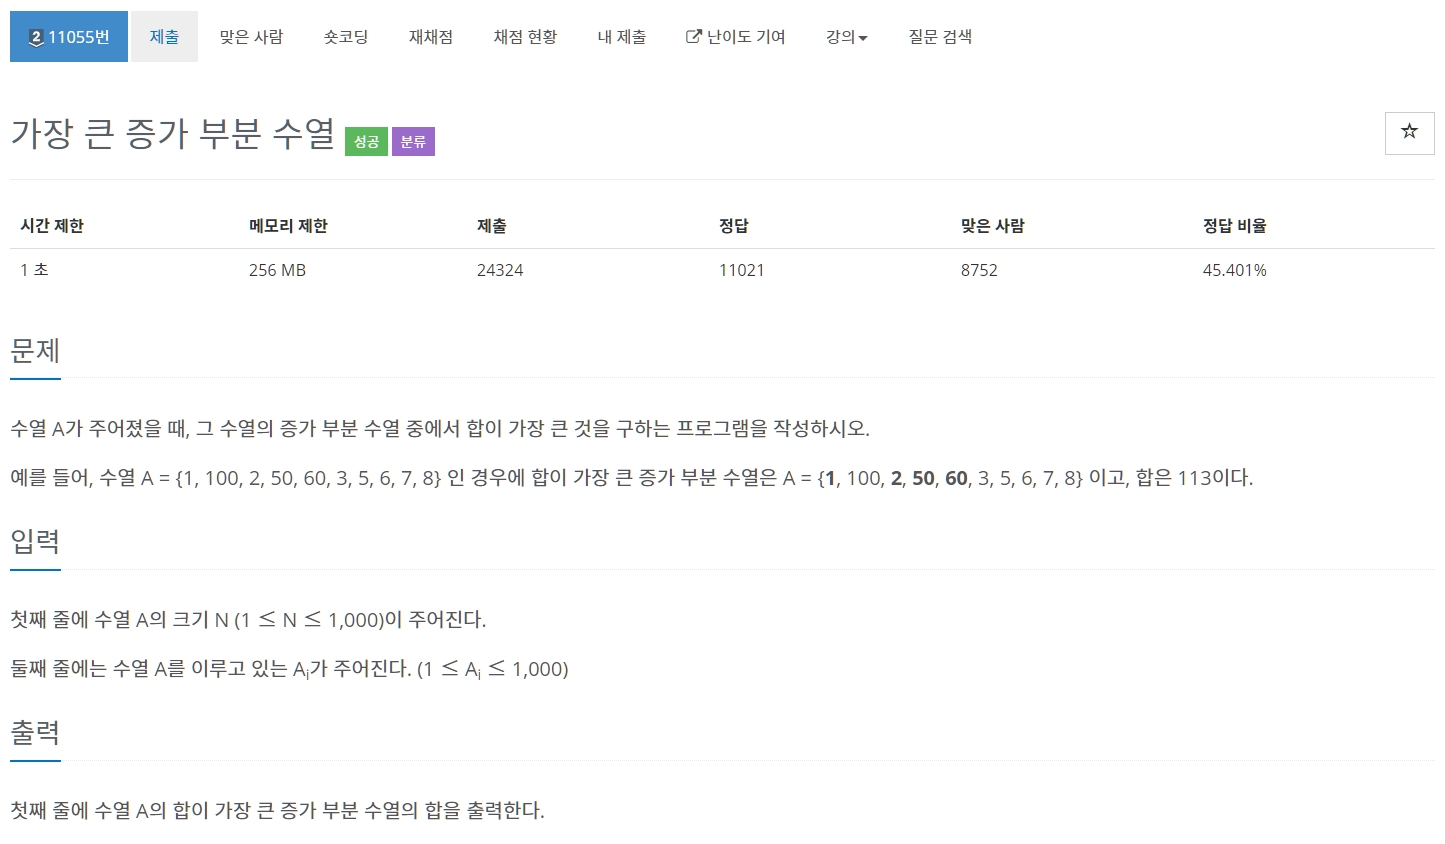 2 11055번 제출 맞은 사람 숏코딩 재채점 채점 현황 내 제출 난이도 기여 강의 질문 검색
가장 큰 증가 부분 수열 성공 분류
시간 제한 메모리 제한 제출 정답 맞은 사람 정답 비율
1 초 256 MB 24324 11021 8752 45.401%
문제
수열 A가 주어졌을 때, 그 수열의 증가 부분 수열 중에서 합이 가장 큰 것을 구하는 프로그램을 작성하시오.
예를 들어, 수열 A = {1, 100, 2, 50, 60, 3, 5, 6, 7, 8} 인 경우에 합이 가장 큰 증가 부분 수열은 A = {1, 100, 2, 50, 60, 3, 5, 6, 7, 8} 이고, 합은 113이다.
입력
첫째 줄에 수열 A의 크기 N (1 ≤ N ≤ 1,000)이 주어진다.
둘째 줄에는 수열 A를 이루고 있는 Ai가 주어진다. (1 ≤ Ai ≤ 1,000)
출력
첫째 줄에 수열 A의 합이 가장 큰 증가 부분 수열의 합을 출력한다.